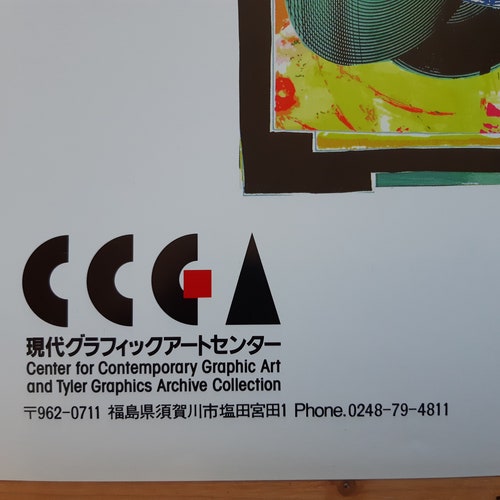 CCGA
現代グラフィックアートセンター
Center for Contemporary Graphic Art
and Tyler Graphics Archive Collection
〒962-0711 福島県須賀川市塩田宮田1 Phone.0248-79-4811